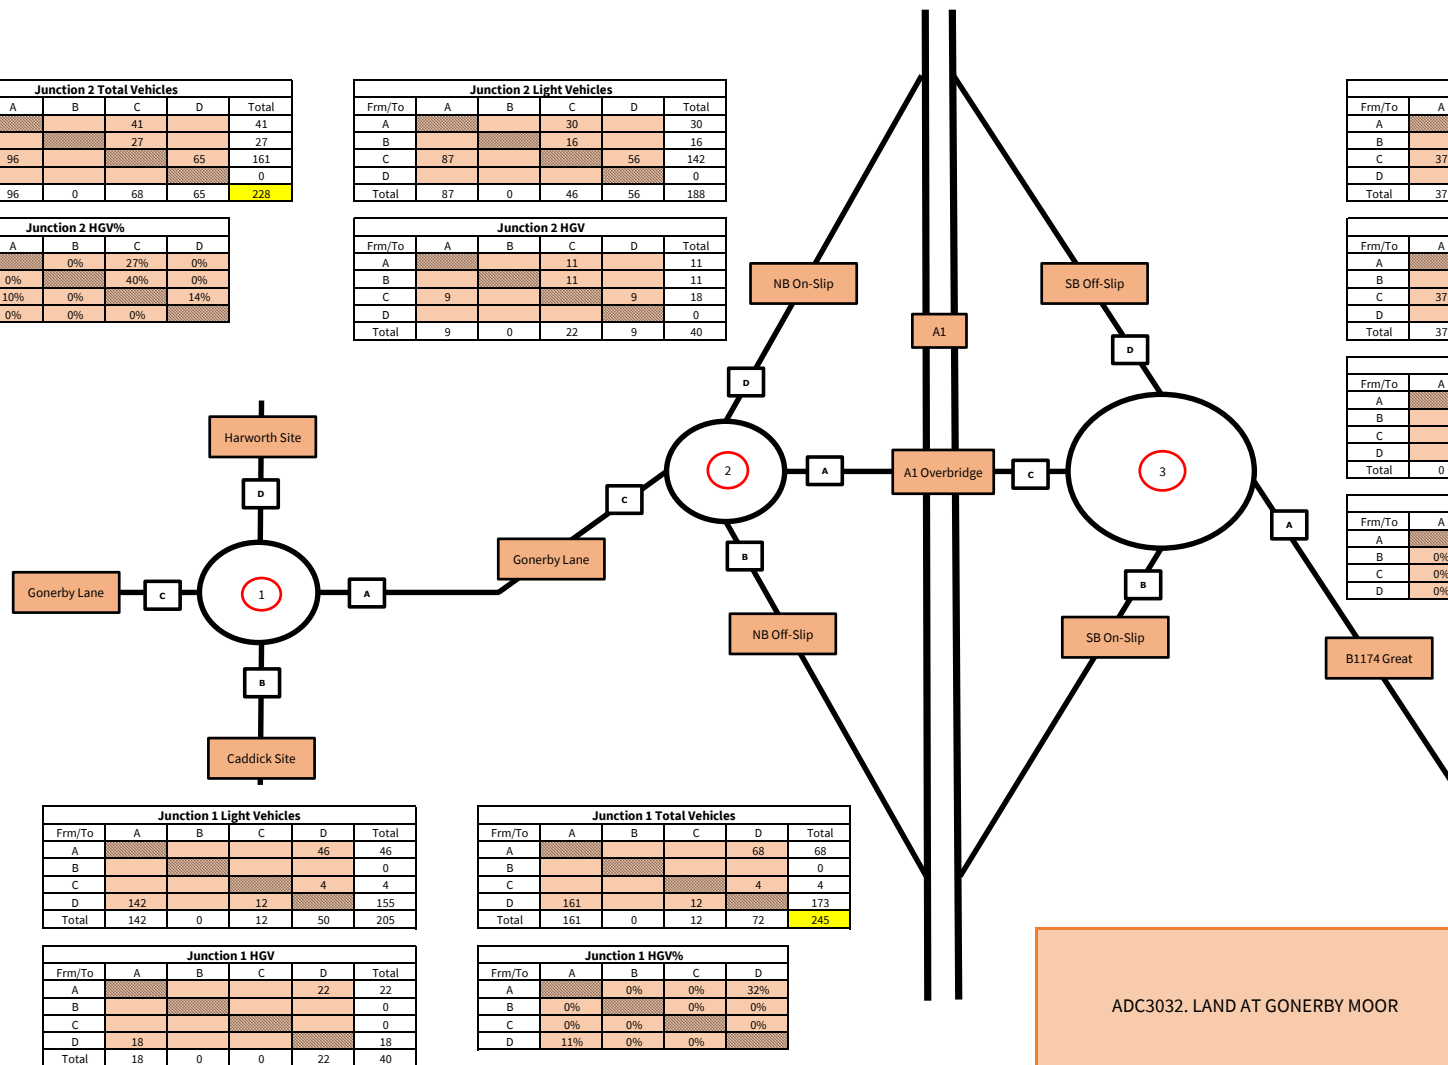 Junction 2 Total Vehicles
A B C D Total
41 41
27 27
96 65 161
0
96 0 68 65 228
Junction 2 HGV%
A B C D
0% 27% 0%
0% 40% 0%
10% 0% 14%
0% 0% 0%
Junction 2 Light Vehicles
Frm/To A B C D Total
A 30 30
B 16 16
C 87 56 142
D 0
Total 87 0 46 56 188
Junction 2 HGV
Frm/To A B C D Total
A 11 11
B 11 11
C 9 9 18
D 0
Total 9 0 22 9 40
Frm/To A
A
B
C 37
D
Total 37
Frm/To A
A
B
C 37
D
Total 37
Frm/To A
A
B
C
D
Total 0
Frm/To A
A
B 0%
C 0%
D 0%
NB On-Slip
SB Off-Slip
A1
D
D
Harworth Site
D
2
A
A1 Overbridge
C
3
C
A
Gonerby Lane
B
B
Gonerby Lane
C
1
A
NB Off-Slip
SB On-Slip
B1174 Great
B
Caddick Site
Junction 1 Light Vehicles
Frm/To A B C D Total
A 46 46
B 0
C 4 4
D 142 12 155
Total 142 0 12 50 205
Junction 1 Total Vehicles
Frm/To A B C D Total
A 68 68
B 0
C 4 4
D 161 12 173
Total 161 0 12 72 245
Junction 1 HGV
Frm/To A B C D Total
A 22 22
B 0
C 0
D 18 18
Total 18 0 0 22 40
Junction 1 HGV%
Frm/To A B C D
A 0% 0% 32%
B 0% 0% 0%
C 0% 0% 0%
D 11% 0% 0%
ADC3032. LAND AT GONERBY MOOR